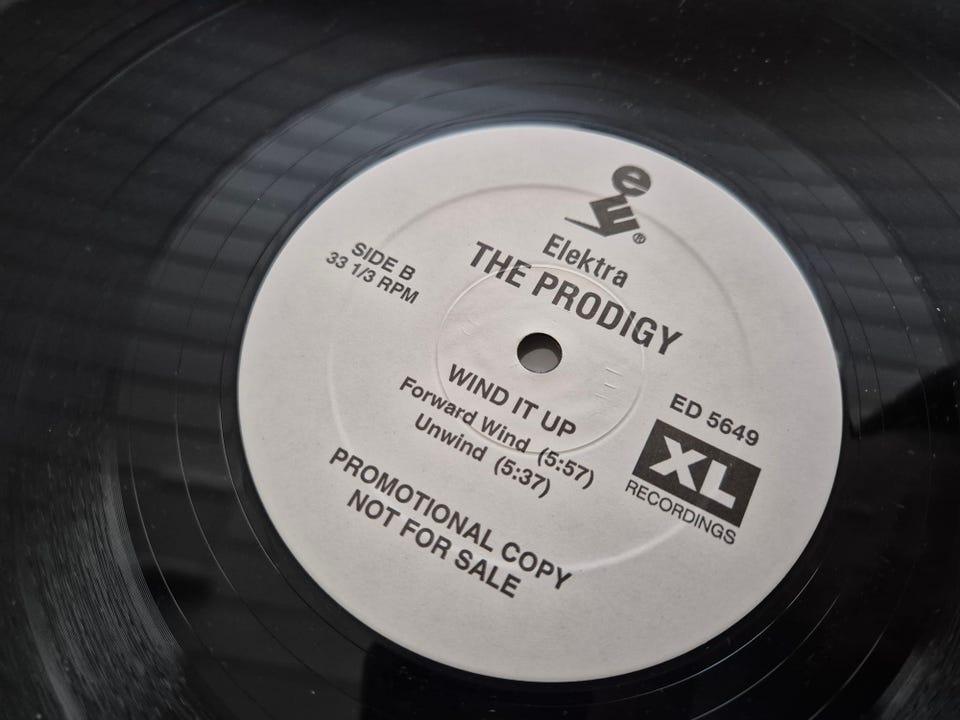 e
E®
Elektra
THE PRODIGY
SIDE B
33 1/3 RPM
WIND IT UP
Forward Wind (5:57)
Unwind (5:37)
ED 5649
XL
RECORDINGS
PROMOTIONAL COPY
NOT FOR SALE